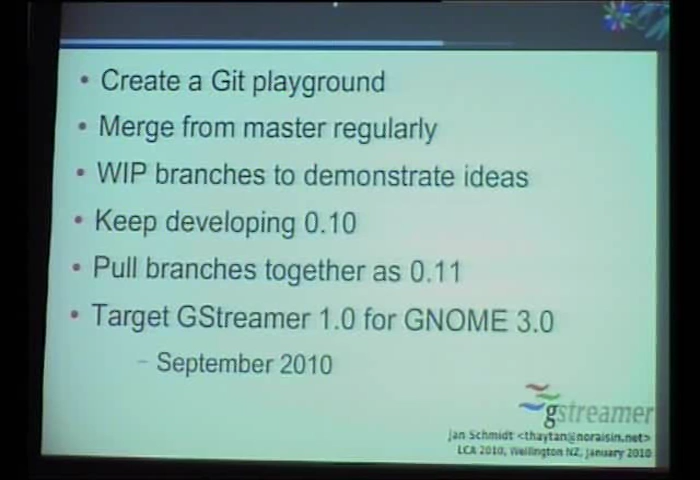 Create a Git playground
Merge from master regularly
WIP branches to demonstrate ideas
Keep developing 0.10
Pull branches together as 0.11
Target GStreamer 1.0 for GNOME 3.0
– September 2010
gstreamer
Jan Schmidt <thaytan@noraisin.net>
LCA 2010, Wellington NZ, January 2010